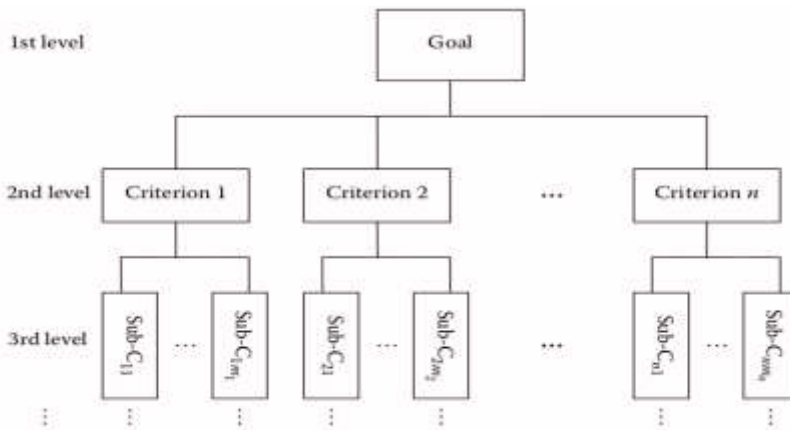 1st level
Goal
2nd level
Criterion 1
Criterion 2
...
Criterion n
3rd level
Sub-C₁₁
...
Sub-C₁ₘ₁
Sub-C₂₁
...
Sub-C₂ₘ₂
...
Sub-Cₙ₁
...
Sub-Cₙₘₙ